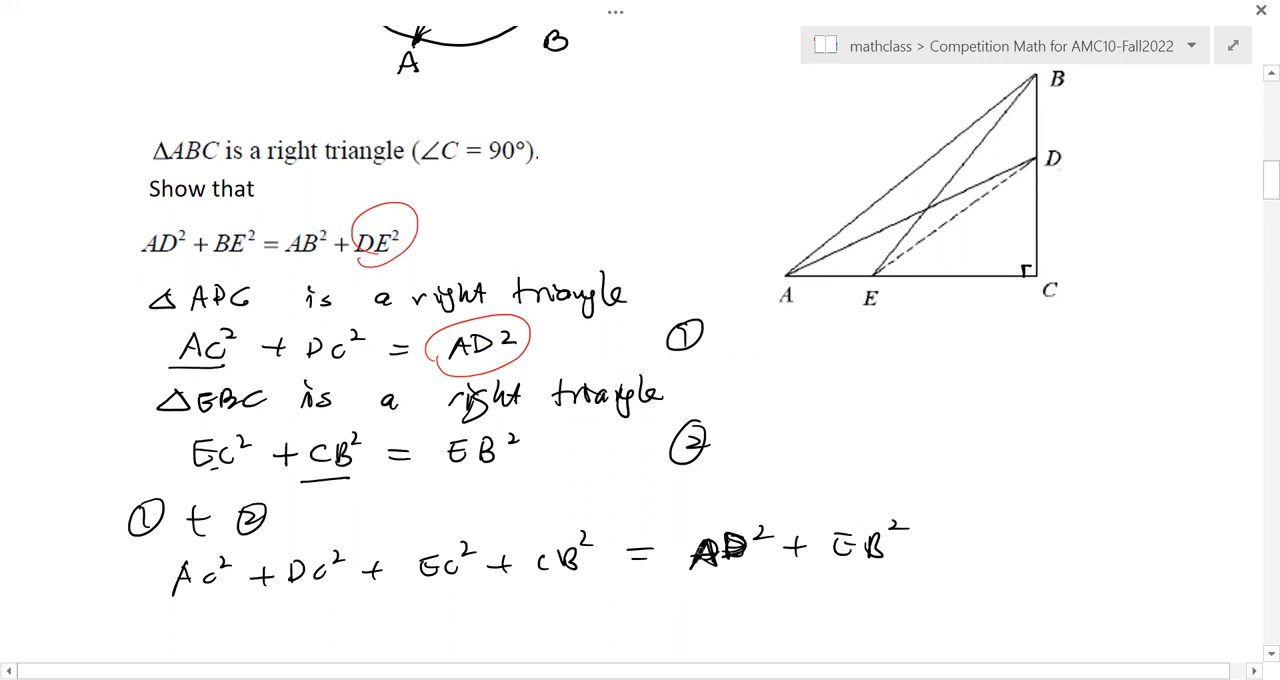 ...
A B
mathclass > Competition Math for AMC10-Fall2022
ΔABC is a right triangle (∠C = 90°).
Show that
AD² + BE² = AB² + DE²
B
D
A E C
Δ ADC is a right triangle
AC² + DC² = AD² ①
ΔEBC is a right triangle
EC² + CB² = EB² ②
① + ②
AC² + DC² + EC² + CB² = AD² + EB²